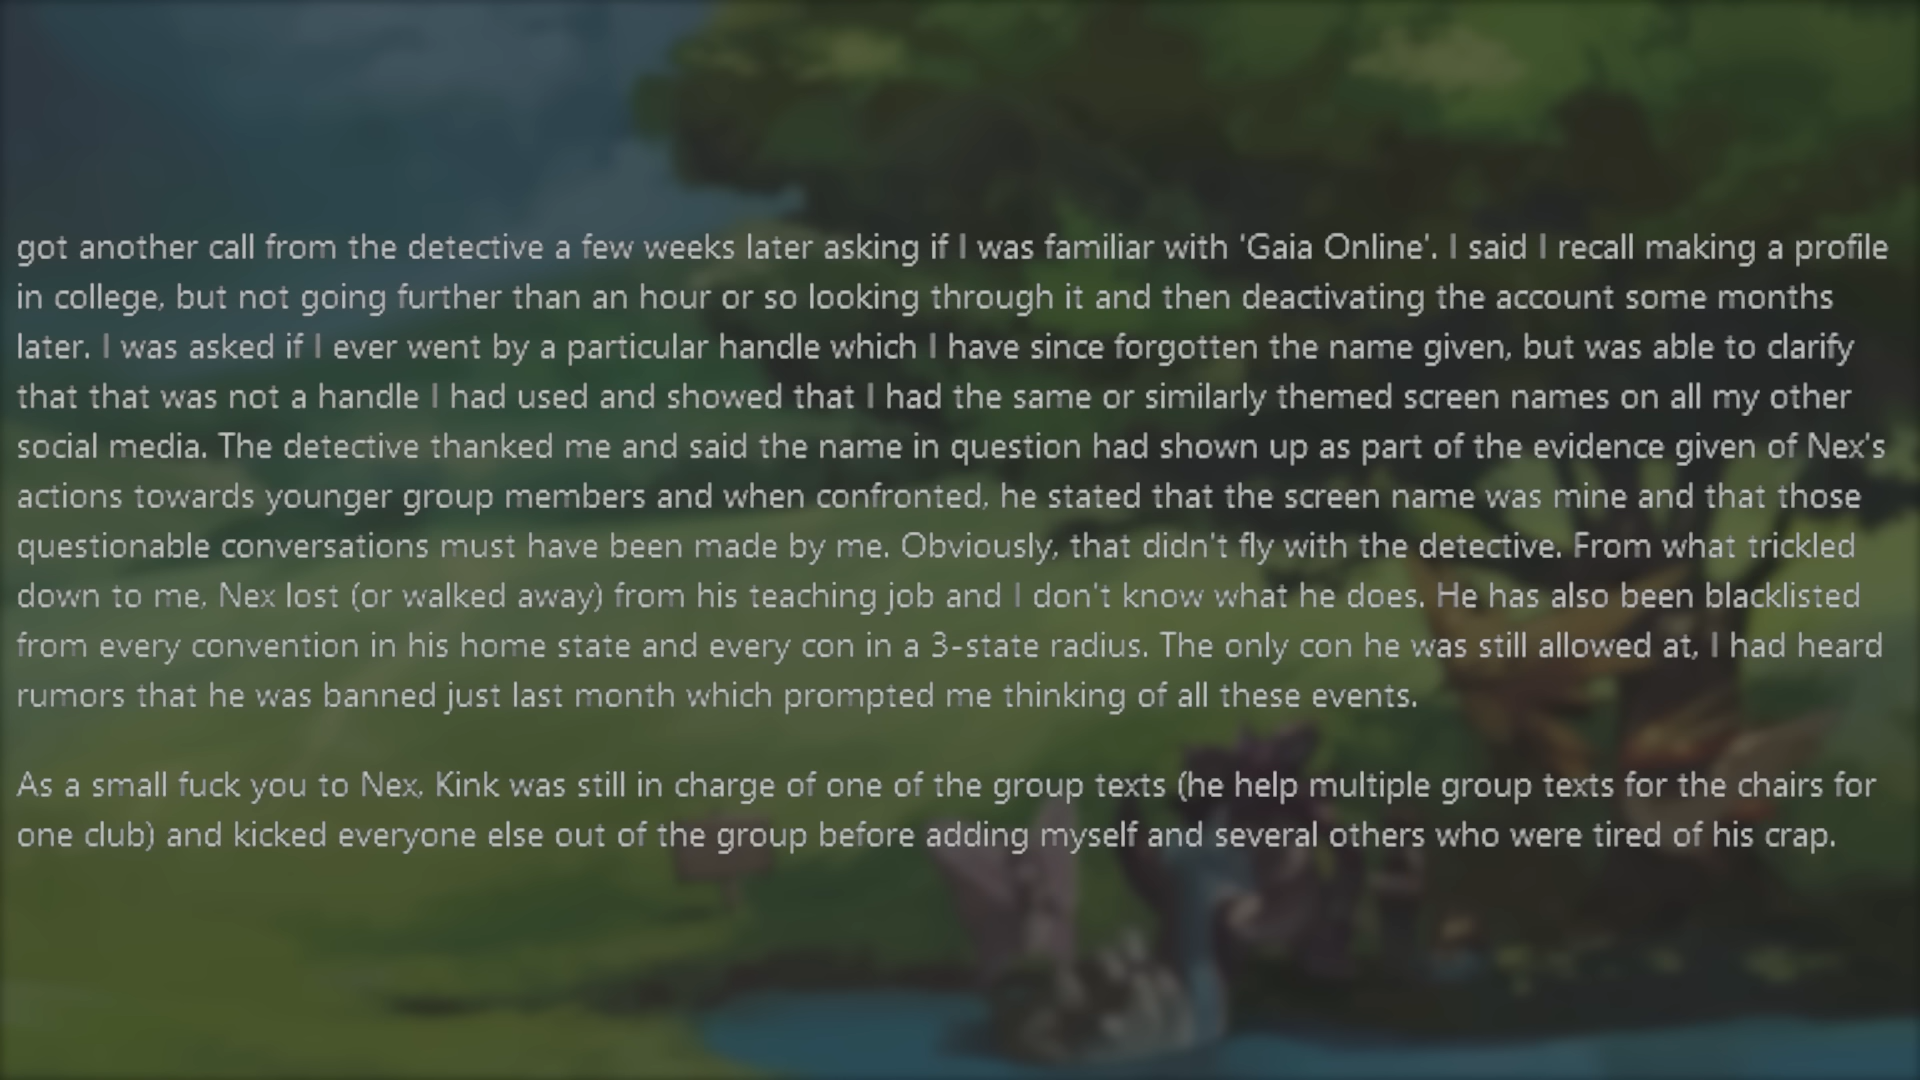 got another call from the detective a few weeks later asking if I was familiar with 'Gaia Online'. I said I recall making a profile
in college, but not going further than an hour or so looking through it and then deactivating the account some months
later. I was asked if I ever went by a particular handle which I have since forgotten the name given, but was able to clarify
that that was not a handle I had used and showed that I had the same or similarly themed screen names on all my other
social media. The detective thanked me and said the name in question had shown up as part of the evidence given of Nex's
actions towards younger group members and when confronted, he stated that the screen name was mine and that those
questionable conversations must have been made by me. Obviously, that didn't fly with the detective. From what trickled
down to me, Nex lost (or walked away) from his teaching job and I don't know what he does. He has also been blacklisted
from every convention in his home state and every con in a 3-state radius. The only con he was still allowed at, I had heard
rumors that he was banned just last month which prompted me thinking of all these events.
As a small fuck you to Nex, Kink was still in charge of one of the group texts (he help multiple group texts for the chairs for
one club) and kicked everyone else out of the group before adding myself and several others who were tired of his crap.